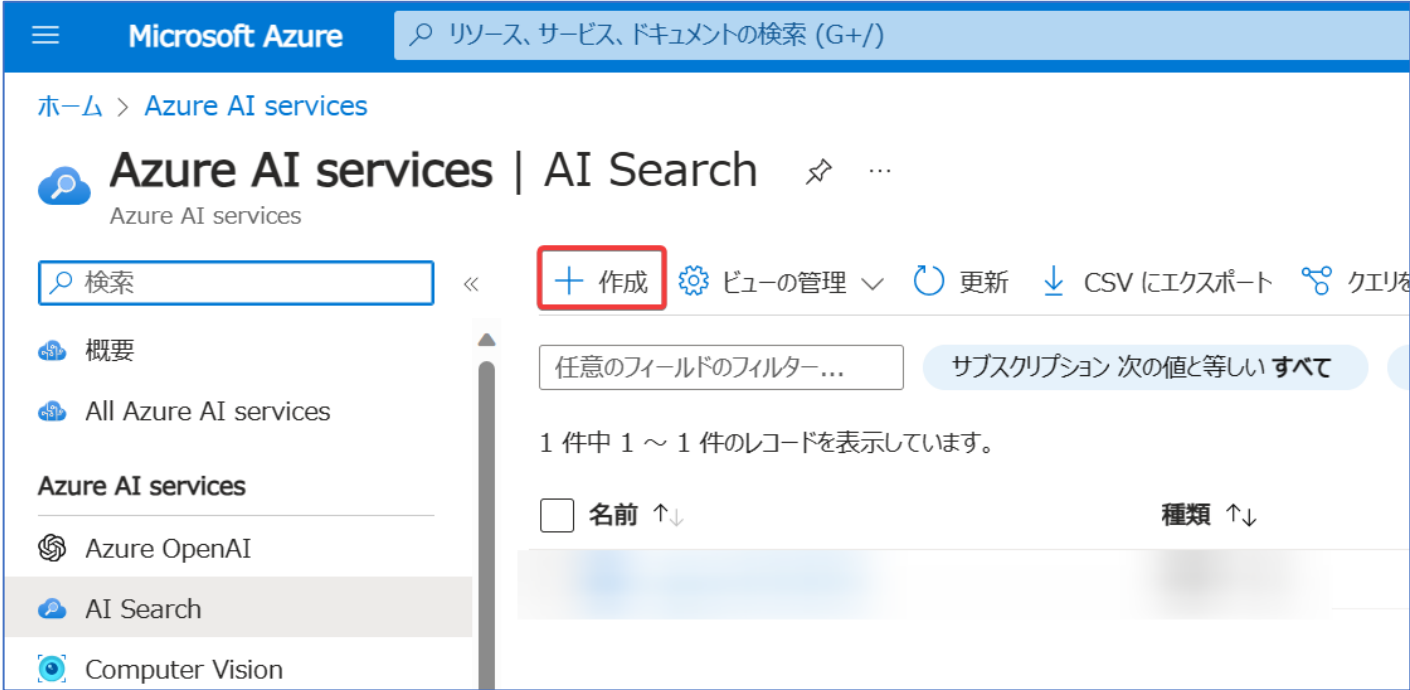 Microsoft Azure
リソース、サービス、ドキュメントの検索 (G+/)
ホーム > Azure AI services
Azure AI services | AI Search
Azure AI services
検索
概要
All Azure AI services
Azure AI services
Azure OpenAI
AI Search
Computer Vision
作成 ビューの管理 更新 CSV にエクスポート クエリを
任意のフィールドのフィルター... サブスクリプション 次の値と等しい すべて
1 件中 1 ～ 1 件のレコードを表示しています。
名前 ↑↓ 種類 ↑↓